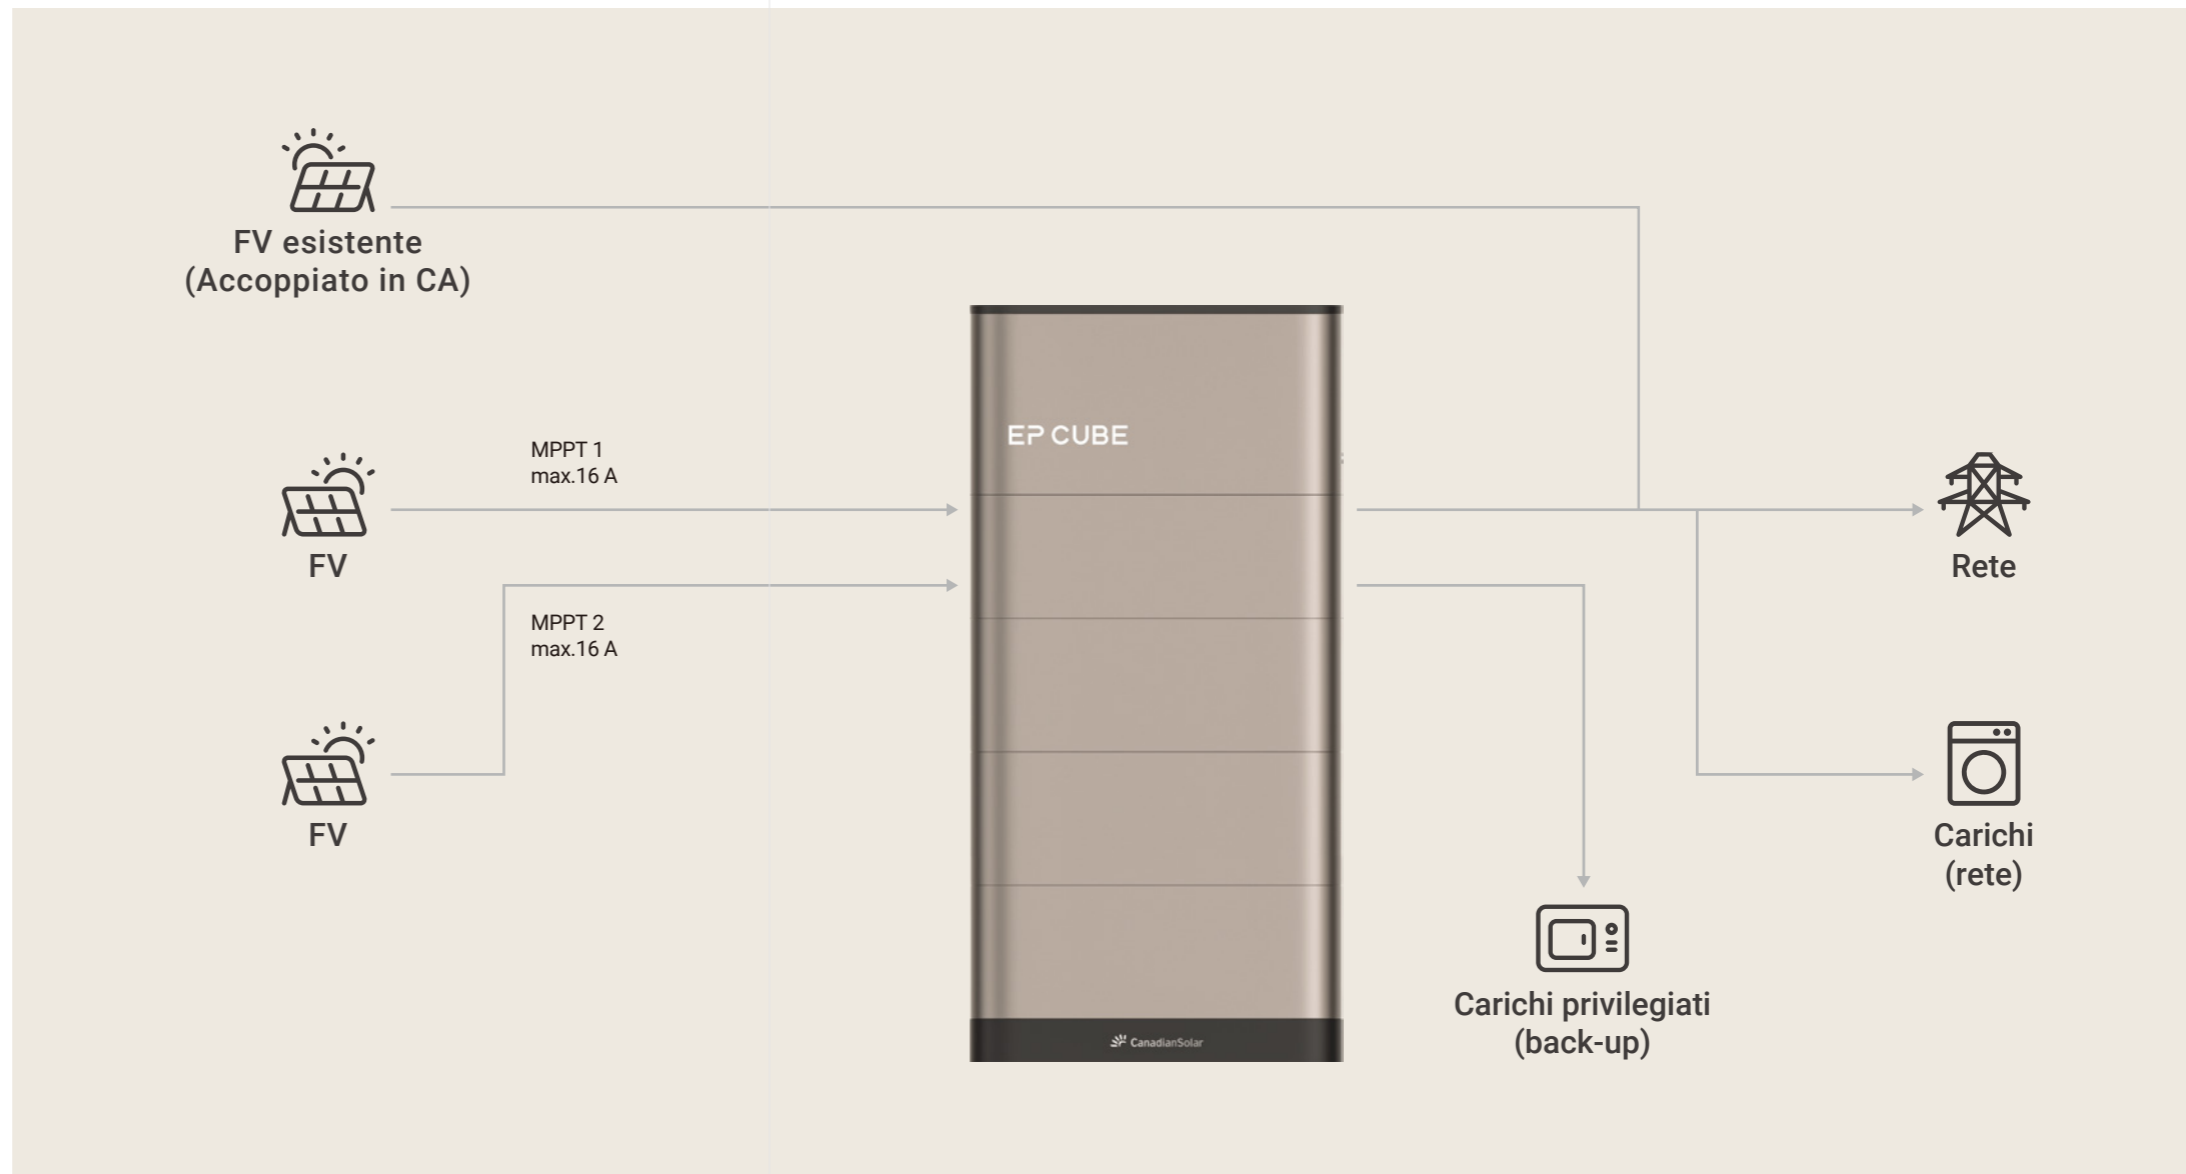 FV esistente
(Accoppiato in CA)
EP CUBE
MPPT 1
max.16 A
FV
Rete
MPPT 2
max.16 A
FV
Carichi
(rete)
Carichi privilegiati
(back-up)
CanadianSolar